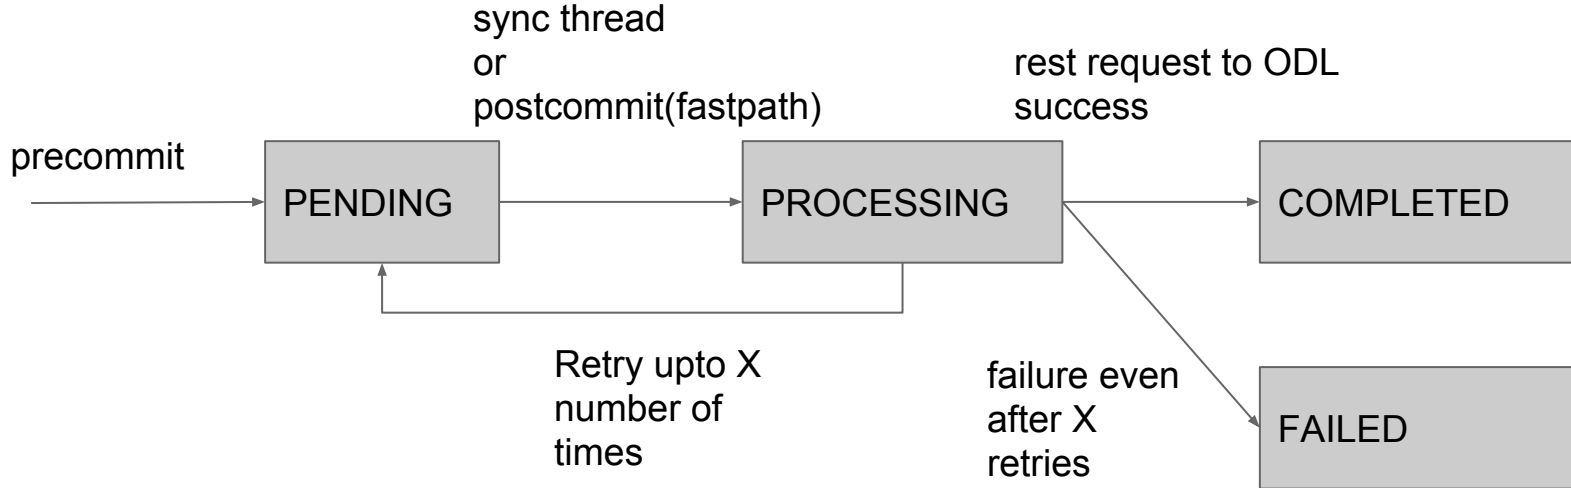 sync thread
or
postcommit(fastpath)
rest request to ODL
success
precommit
PENDING
PROCESSING
COMPLETED
Retry upto X
number of
times
failure even
after X
retries
FAILED